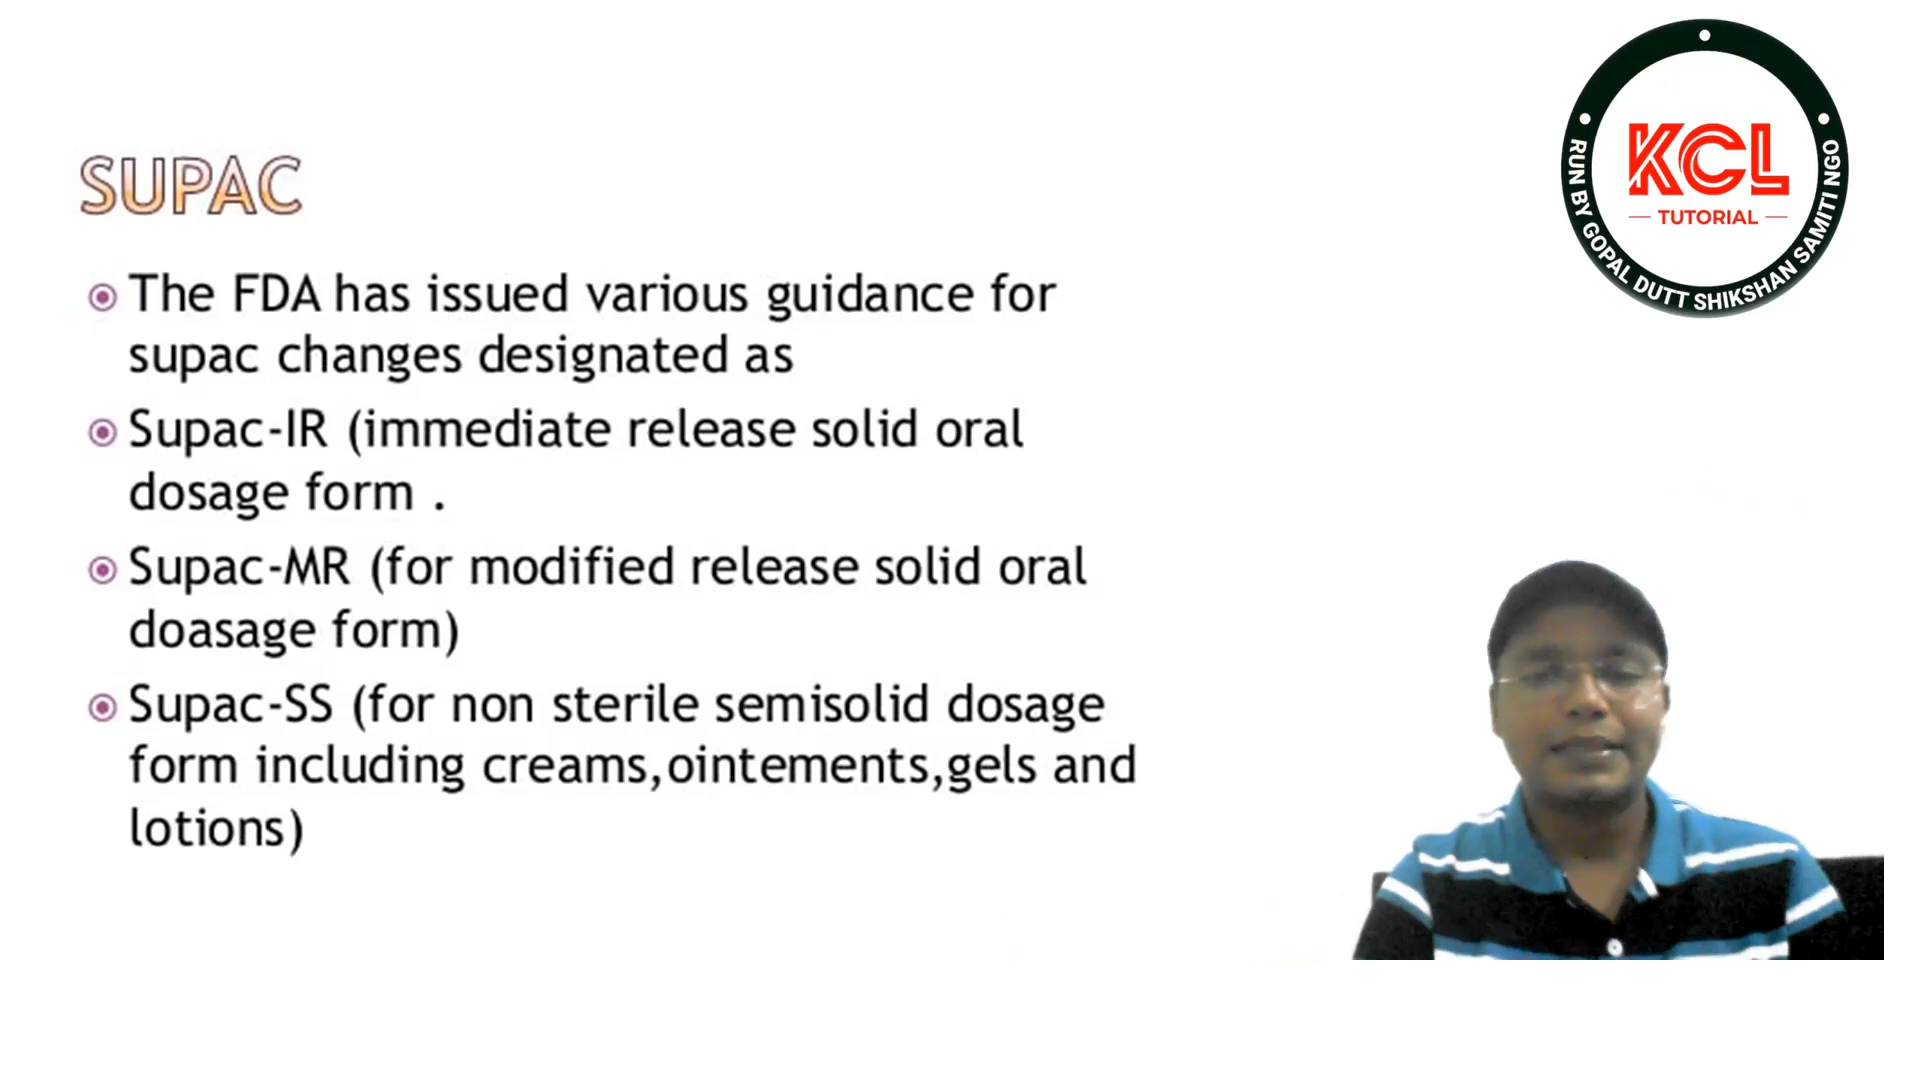 SUPAC
The FDA has issued various guidance for
supac changes designated as
Supac-IR (immediate release solid oral
dosage form .
Supac-MR (for modified release solid oral
doasage form)
Supac-SS (for non sterile semisolid dosage
form including creams,ointements,gels and
lotions)
KCL
TUTORIAL
RUN BY GOPAL DUTT SHIKSHAN SAMITI NGO